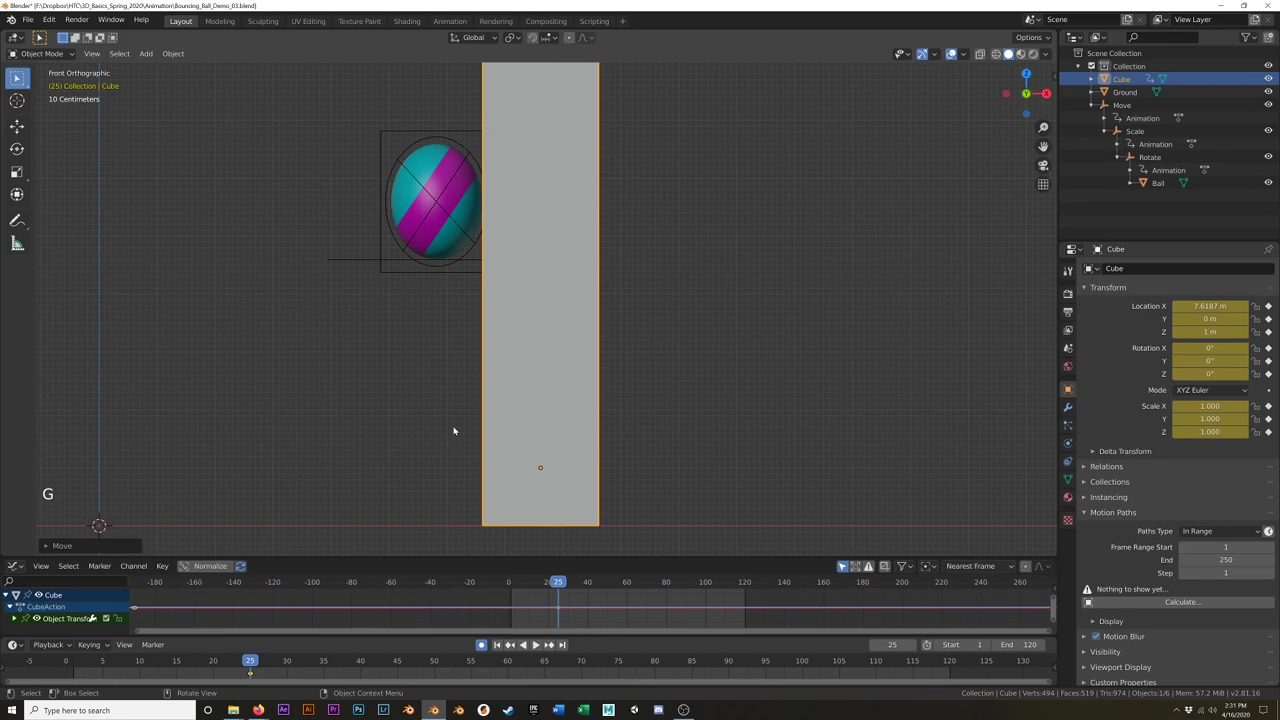 Blender* [F:\Dropbox\HTC\3D_Basics_Spring_2020\Animation\Bouncing_Ball_Demo_03.blend]
File Edit Render Window Help Layout Modeling Sculpting UV Editing Texture Paint Shading Animation Rendering Compositing Scripting + Scene View Layer
Global Options
Object Mode View Select Add Object
Front Orthographic
(25) Collection | Cube
10 Centimeters
Z
Y
X
G
Move
Scene Collection
Collection
Cube
Ground
Move
Animation
Scale
Animation
Rotate
Animation
Ball
Cube
Cube
Transform
Location X 7.6187 m
Y 0 m
Z 1 m
Rotation X 0°
Y 0°
Z 0°
Mode XYZ Euler
Scale X 1.000
Y 1.000
Z 1.000
Delta Transform
Relations
Collections
Instancing
Motion Paths
Paths Type In Range
Frame Range Start 1
End 250
Step 1
Nothing to show yet...
Calculate...
Display
Motion Blur
Visibility
Viewport Display
Custom Properties
View Select Marker Channel Key Normalize Nearest Frame
-180 -160 -140 -120 -100 -80 -60 -40 -20 0 25 40 60 80 100 120 140 160 180 200 220 240 260
Cube
CubeAction
Object Transfo
Playback Keying View Marker 25 Start 1 End 120
-5 0 5 10 15 20 25 30 35 40 45 50 55 60 65 70 75 80 85 90 95 100 105 110 115 120 125 130
Select Box Select Rotate View Object Context Menu
Collection | Cube | Verts:494 | Faces:519 | Tris:974 | Objects:1/6 | Mem: 57.2 MiB | v2.81.16
Type here to search
2:31 PM
4/16/2020